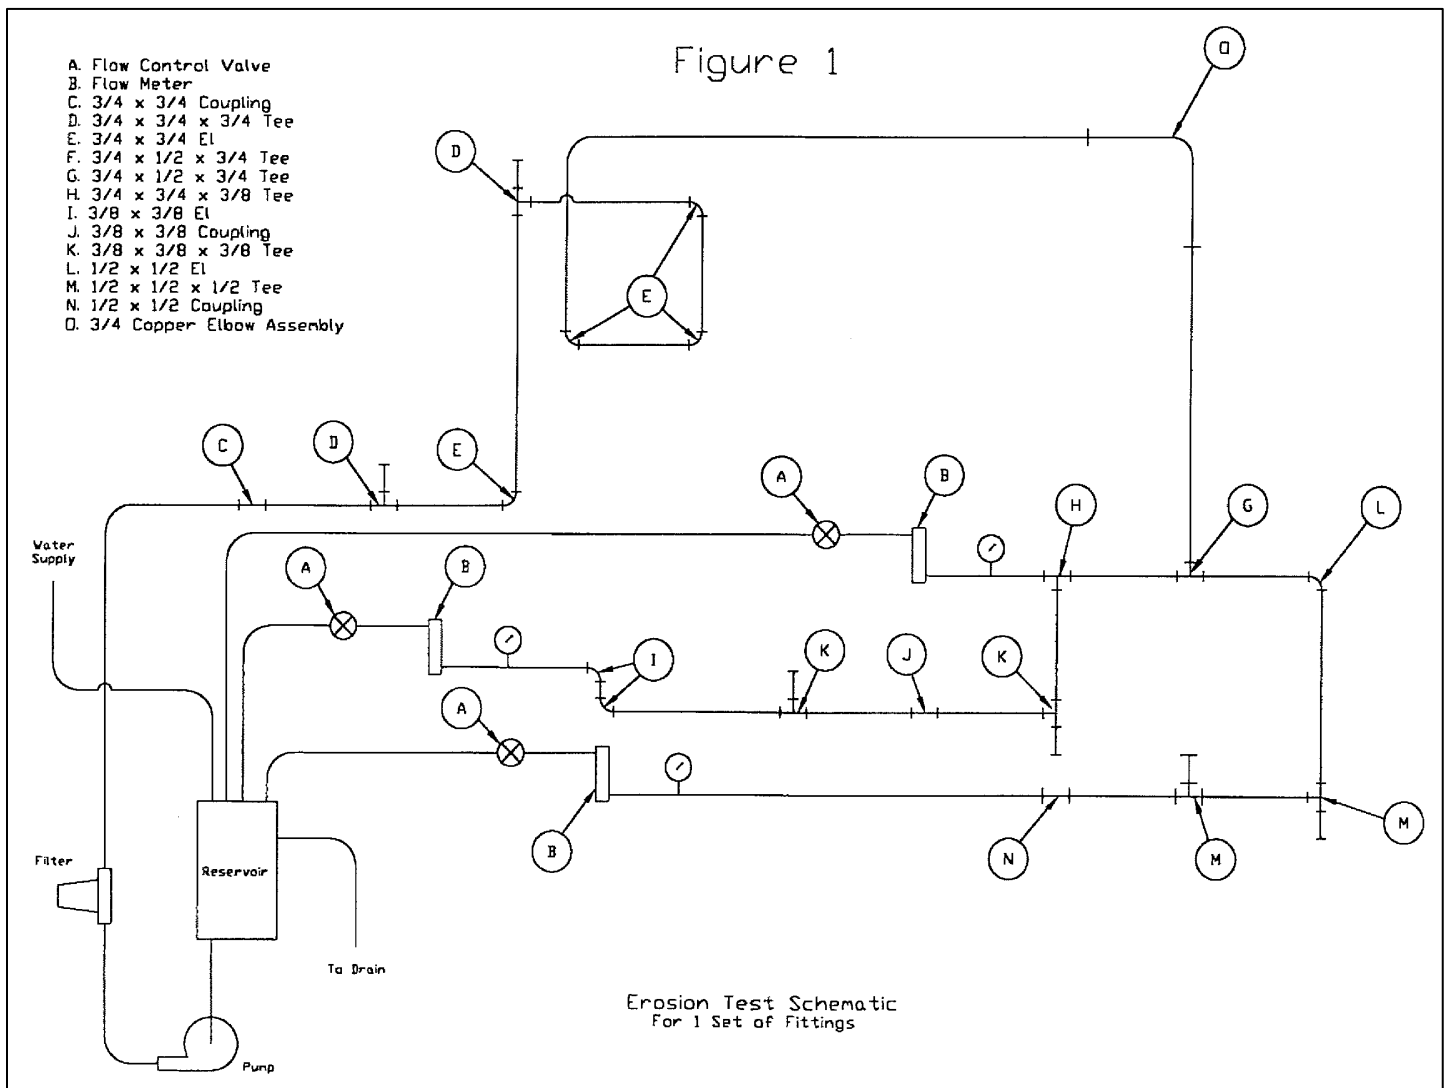 Figure 1
A. Flow Control Valve
B. Flow Meter
C. 3/4 x 3/4 Coupling
D. 3/4 x 3/4 x 3/4 Tee
E. 3/4 x 3/4 El
F. 3/4 x 1/2 x 3/4 Tee
G. 3/4 x 1/2 x 3/4 Tee
H. 3/4 x 3/4 x 3/8 Tee
I. 3/8 x 3/8 El
J. 3/8 x 3/8 Coupling
K. 3/8 x 3/8 x 3/8 Tee
L. 1/2 x 1/2 El
M. 1/2 x 1/2 x 1/2 Tee
N. 1/2 x 1/2 Coupling
O. 3/4 Copper Elbow Assembly
O
D
E
C
D
E
A
B
H
G
L
Water
Supply
A
B
I
K
J
K
A
B
N
M
M
Filter
Reservoir
To Drain
Pump
Erosion Test Schematic
For 1 Set of Fittings